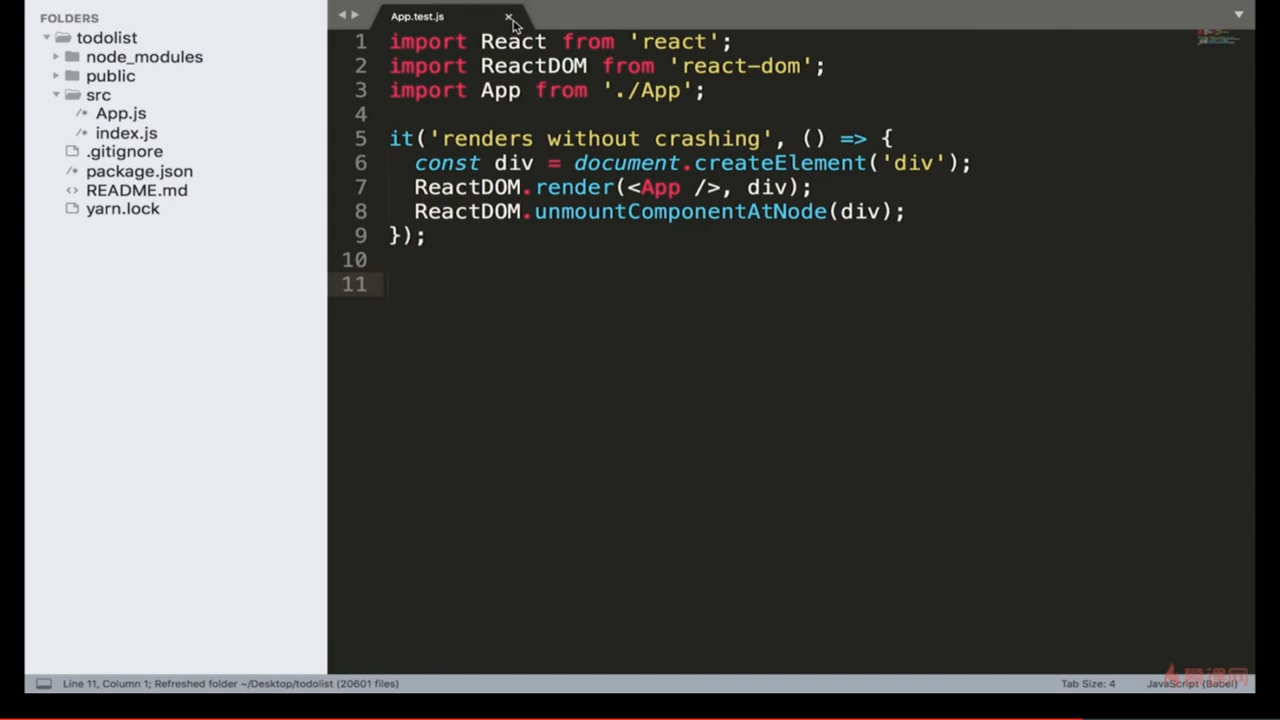 FOLDERS
todolist
node_modules
public
src
/* App.js
/* index.js
.gitignore
/* package.json
<> README.md
yarn.lock
App.test.js
1 import React from 'react';
2 import ReactDOM from 'react-dom';
3 import App from './App';
4
5 it('renders without crashing', () => {
6   const div = document.createElement('div');
7   ReactDOM.render(<App />, div);
8   ReactDOM.unmountComponentAtNode(div);
9 });
10
11
慕课网
Line 11, Column 1; Refreshed folder ~/Desktop/todolist (20601 files)
Tab Size: 4
JavaScript (Babel)